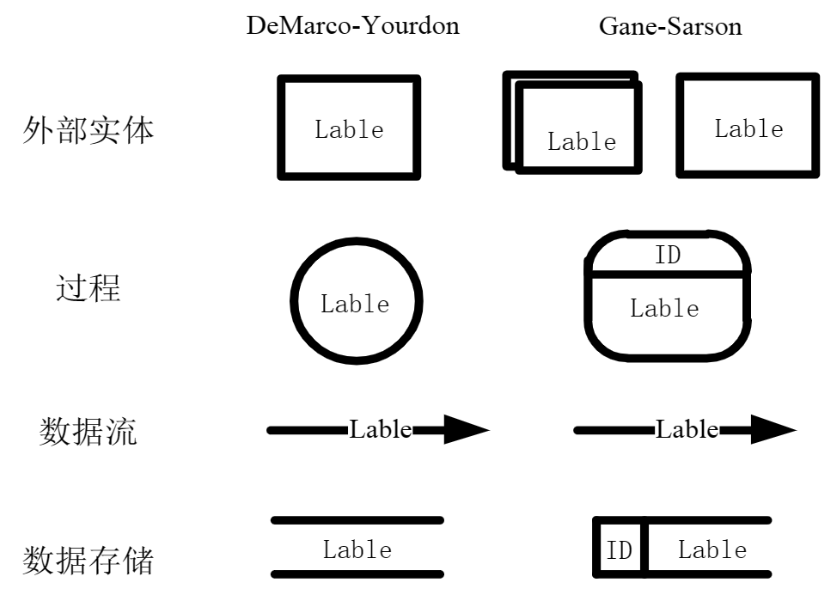 DeMarco-Yourdon Gane-Sarson
外部实体 Lable Lable Lable
过程 Lable ID
Lable
数据流 Lable Lable
数据存储 Lable ID Lable